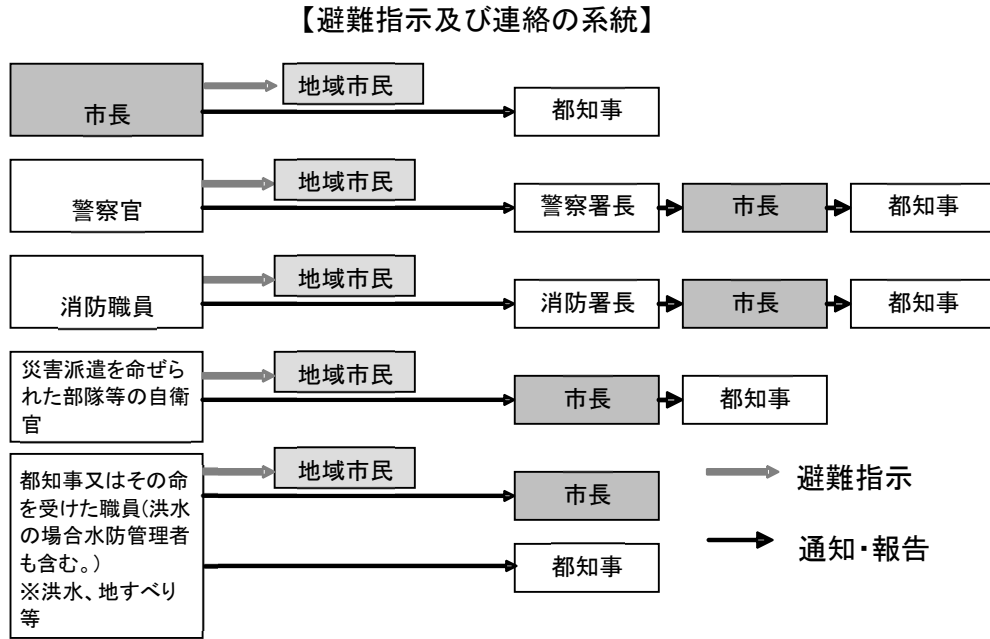 【避難指示及び連絡の系統】
市長
地域市民
都知事
警察官
地域市民
警察署長
市長
都知事
消防職員
地域市民
消防署長
市長
都知事
災害派遣を命ぜら
れた部隊等の自衛
官
地域市民
市長
都知事
都知事又はその命
を受けた職員(洪水
の場合水防管理者
も含む。)
※洪水、地すべり
等
地域市民
市長
都知事
避難指示
通知・報告